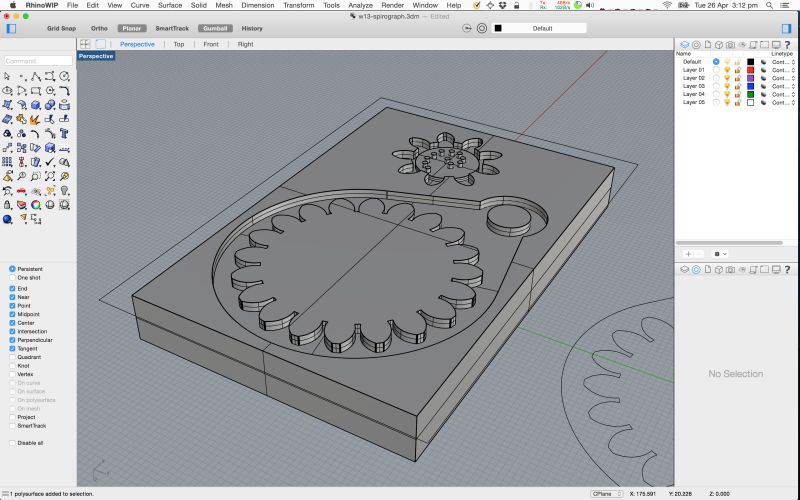 RhinoWIP File Edit View Curve Surface Solid Mesh Dimension Transform Tools Analyze Render Window Help Tue 26 Apr 3:12 pm
w13-spirograph.3dm — Edited
Grid Snap Ortho Planar SmartTrack Gumball History Default
Perspective Top Front Right
Perspective
Command
Name Linetype
Default Cont...
Layer 01 Cont...
Layer 02 Cont...
Layer 03 Cont...
Layer 04 Cont...
Layer 05 Cont...
Persistent
One shot
End
Near
Point
Midpoint
Center
Intersection
Perpendicular
Tangent
Quadrant
Knot
Vertex
On curve
On surface
On polysurface
On mesh
Project
SmartTrack
Disable all
No Selection
1 polysurface added to selection.
CPlane X: 175.591 Y: 20.228 Z: 0.000